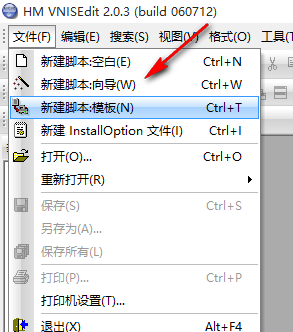 HM VNISEdit 2.0.3 (build 060712)
文件(F) 编辑(E) 搜索(S) 视图(V) 格式(O) 工具(T
新建脚本:空白(E) Ctrl+N
新建脚本:向导(W) Ctrl+W
新建脚本:模板(N) Ctrl+T
新建 InstallOption 文件(I) Ctrl+I
打开(O)... Ctrl+O
重新打开(R)
保存(S) Ctrl+S
另存为(A)...
保存所有(L)
打印(P)... Ctrl+P
打印机设置(T)...
退出(X) Alt+F4